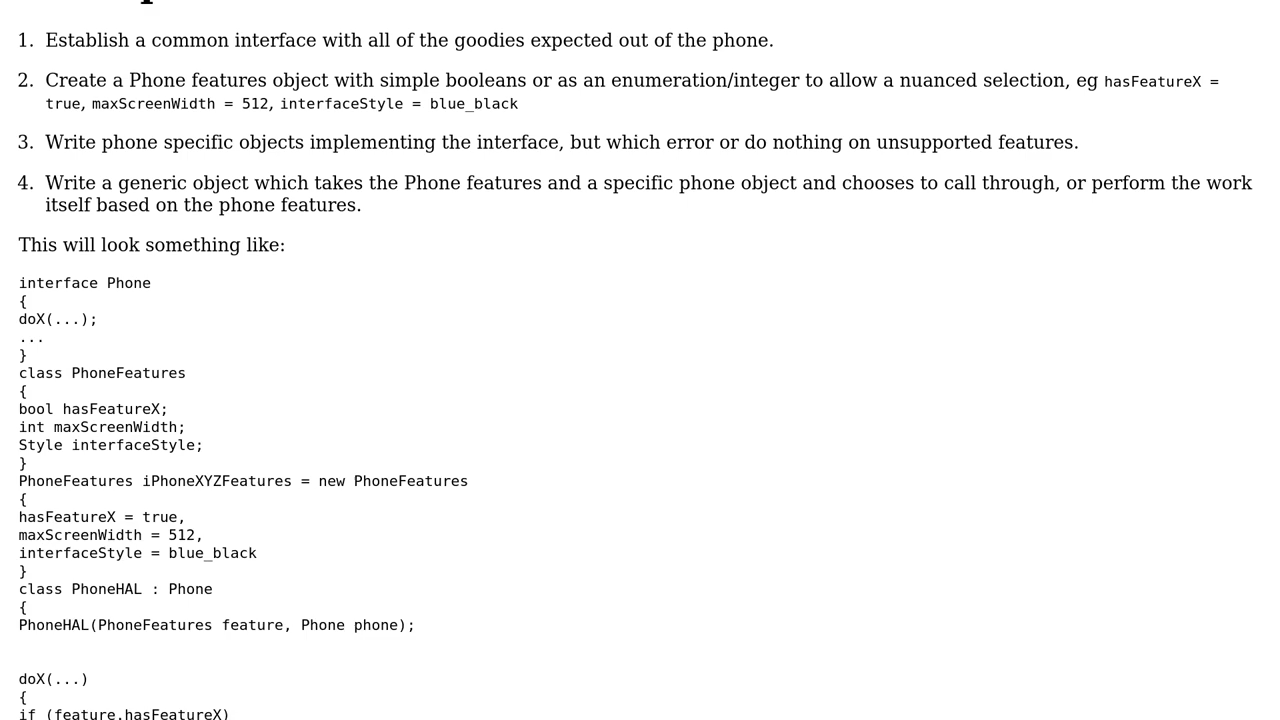 1. Establish a common interface with all of the goodies expected out of the phone.
2. Create a Phone features object with simple booleans or as an enumeration/integer to allow a nuanced selection, eg hasFeatureX =
true, maxScreenWidth = 512, interfaceStyle = blue_black
3. Write phone specific objects implementing the interface, but which error or do nothing on unsupported features.
4. Write a generic object which takes the Phone features and a specific phone object and chooses to call through, or perform the work
itself based on the phone features.
This will look something like:
interface Phone
{
doX(...);
...
}
class PhoneFeatures
{
bool hasFeatureX;
int maxScreenWidth;
Style interfaceStyle;
}
PhoneFeatures iPhoneXYZFeatures = new PhoneFeatures
{
hasFeatureX = true,
maxScreenWidth = 512,
interfaceStyle = blue_black
}
class PhoneHAL : Phone
{
PhoneHAL(PhoneFeatures feature, Phone phone);
doX(...)
{
if (feature.hasFeatureX)